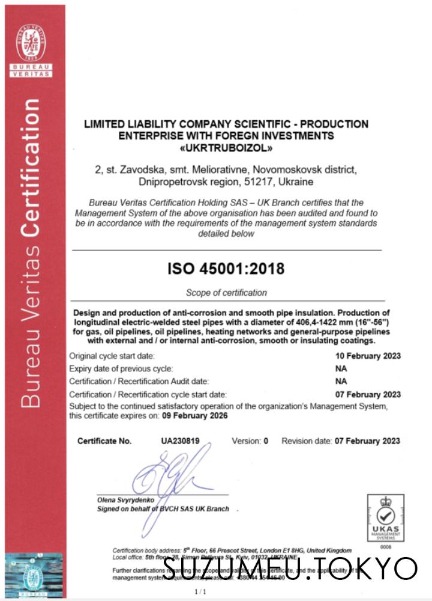 BUREAU
VERITAS
Bureau Veritas Certification
LIMITED LIABILITY COMPANY SCIENTIFIC - PRODUCTION
ENTERPRISE WITH FOREGN INVESTMENTS
«UKRTRUBOIZOL»
2, st. Zavodska, smt. Meliorativne, Novomoskovsk district,
Dnipropetrovsk region, 51217, Ukraine
Bureau Veritas Certification Holding SAS – UK Branch certifies that the
Management System of the above organisation has been audited and found to
be in accordance with the requirements of the management system standards
detailed below
ISO 45001:2018
Scope of certification
Design and production of anti-corrosion and smooth pipe insulation. Production of
longitudinal electric-welded steel pipes with a diameter of 406,4-1422 mm (16"-56")
for gas, oil pipelines, oil pipelines, heating networks and general-purpose pipelines
with external and / or internal anti-corrosion, smooth or insulating coatings.
Original cycle start date: 10 February 2023
Expiry date of previous cycle: NA
Certification / Recertification Audit date: NA
Certification / Recertification cycle start date: 07 February 2023
Subject to the continued satisfactory operation of the organization's Management System,
this certificate expires on: 09 February 2026
Certificate No. UA230819 Version: 0 Revision date: 07 February 2023
Olena Svyrydenko
Signed on behalf of BVCH SAS UK Branch
UKAS
MANAGEMENT
SYSTEMS
0008
Certification body address: 5th Floor, 66 Prescot Street, London E1 8HG, United Kingdom
Local office.
Further clarifications regarding the scope
management system
SUZUMEU.TOKYO
1 / 1